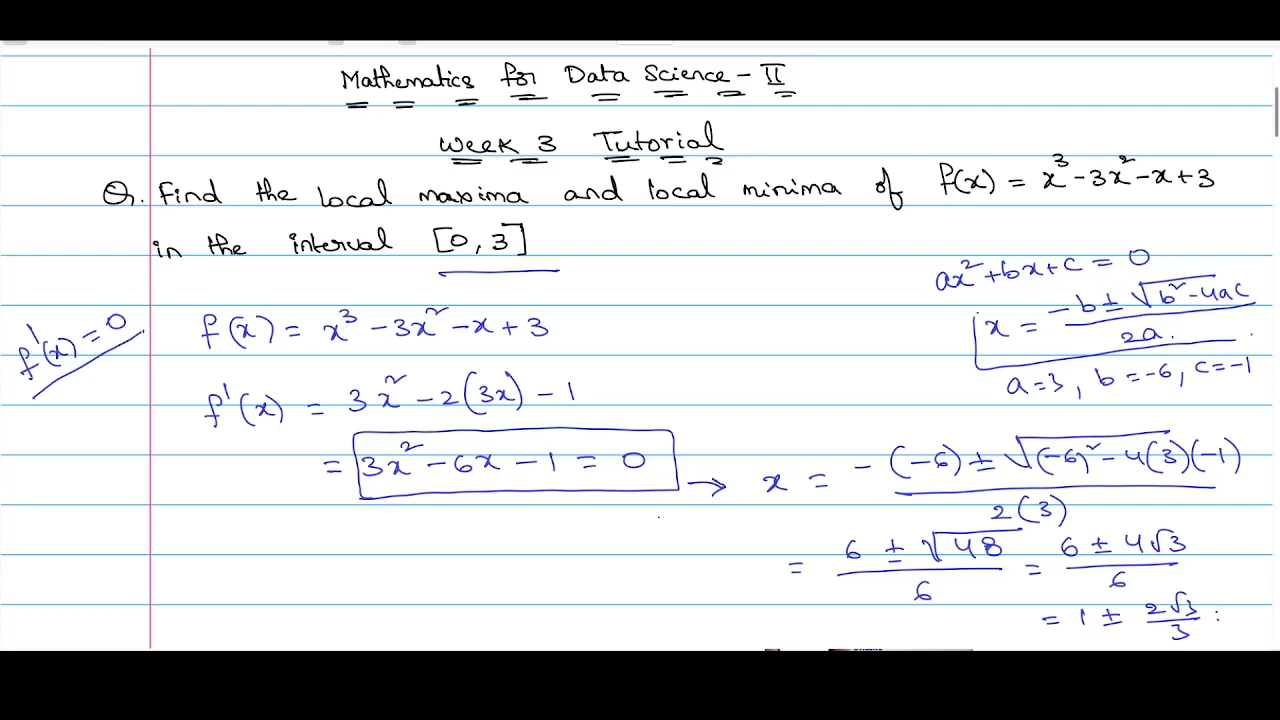 Mathematics for Data Science - II
Week 3 Tutorial
Q. Find the local maxima and local minima of f(x) = x³ - 3x² - x + 3
in the interval [0, 3]
f'(x) = 0
f(x) = x³ - 3x² - x + 3
f'(x) = 3x² - 2(3x) - 1
= 3x² - 6x - 1 = 0
ax² + bx + c = 0
x = -b ± √(b² - 4ac) / 2a.
a = 3, b = -6, c = -1
→ x = -(-6) ± √((-6)² - 4(3)(-1)) / 2(3)
= 6 ± √48 / 6 = 6 ± 4√3 / 6
= 1 ± 2√3 / 3